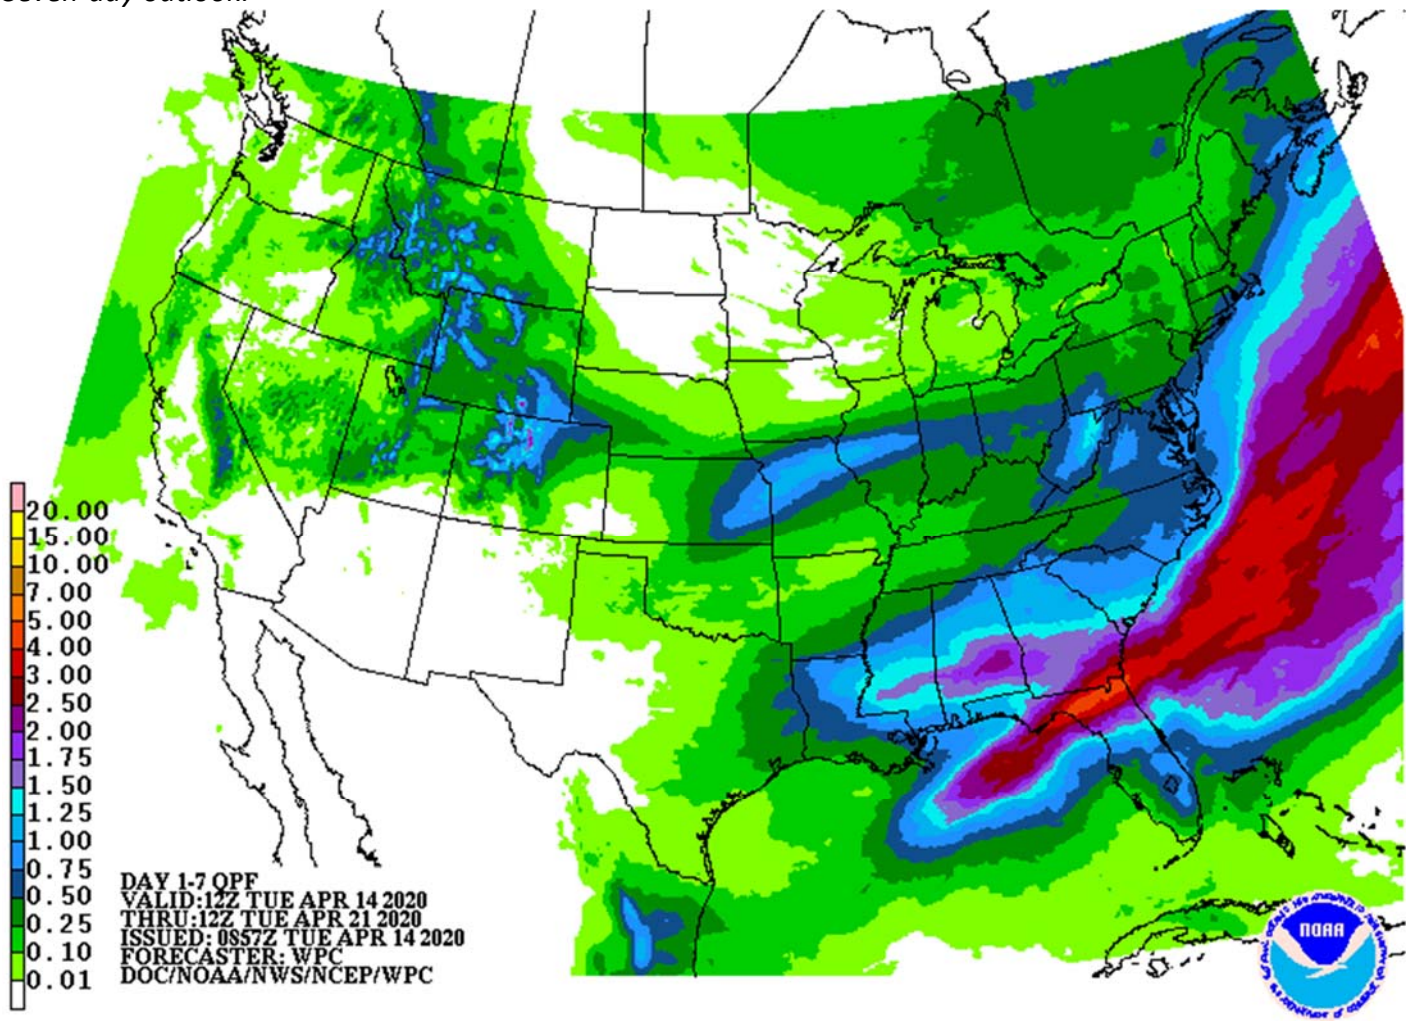 seven-day outlook.
20.00
15.00
10.00
7.00
5.00
4.00
3.00
2.50
2.00
1.75
1.50
1.25
1.00
0.75
0.50
0.25
0.10
0.01
DAY 1-7 QPF
VALID:12Z TUE APR 14 2020
THRU:12Z TUE APR 21 2020
ISSUED: 0857Z TUE APR 14 2020
FORECASTER: WPC
DOC/NOAA/NWS/NCEP/WPC
NOAA